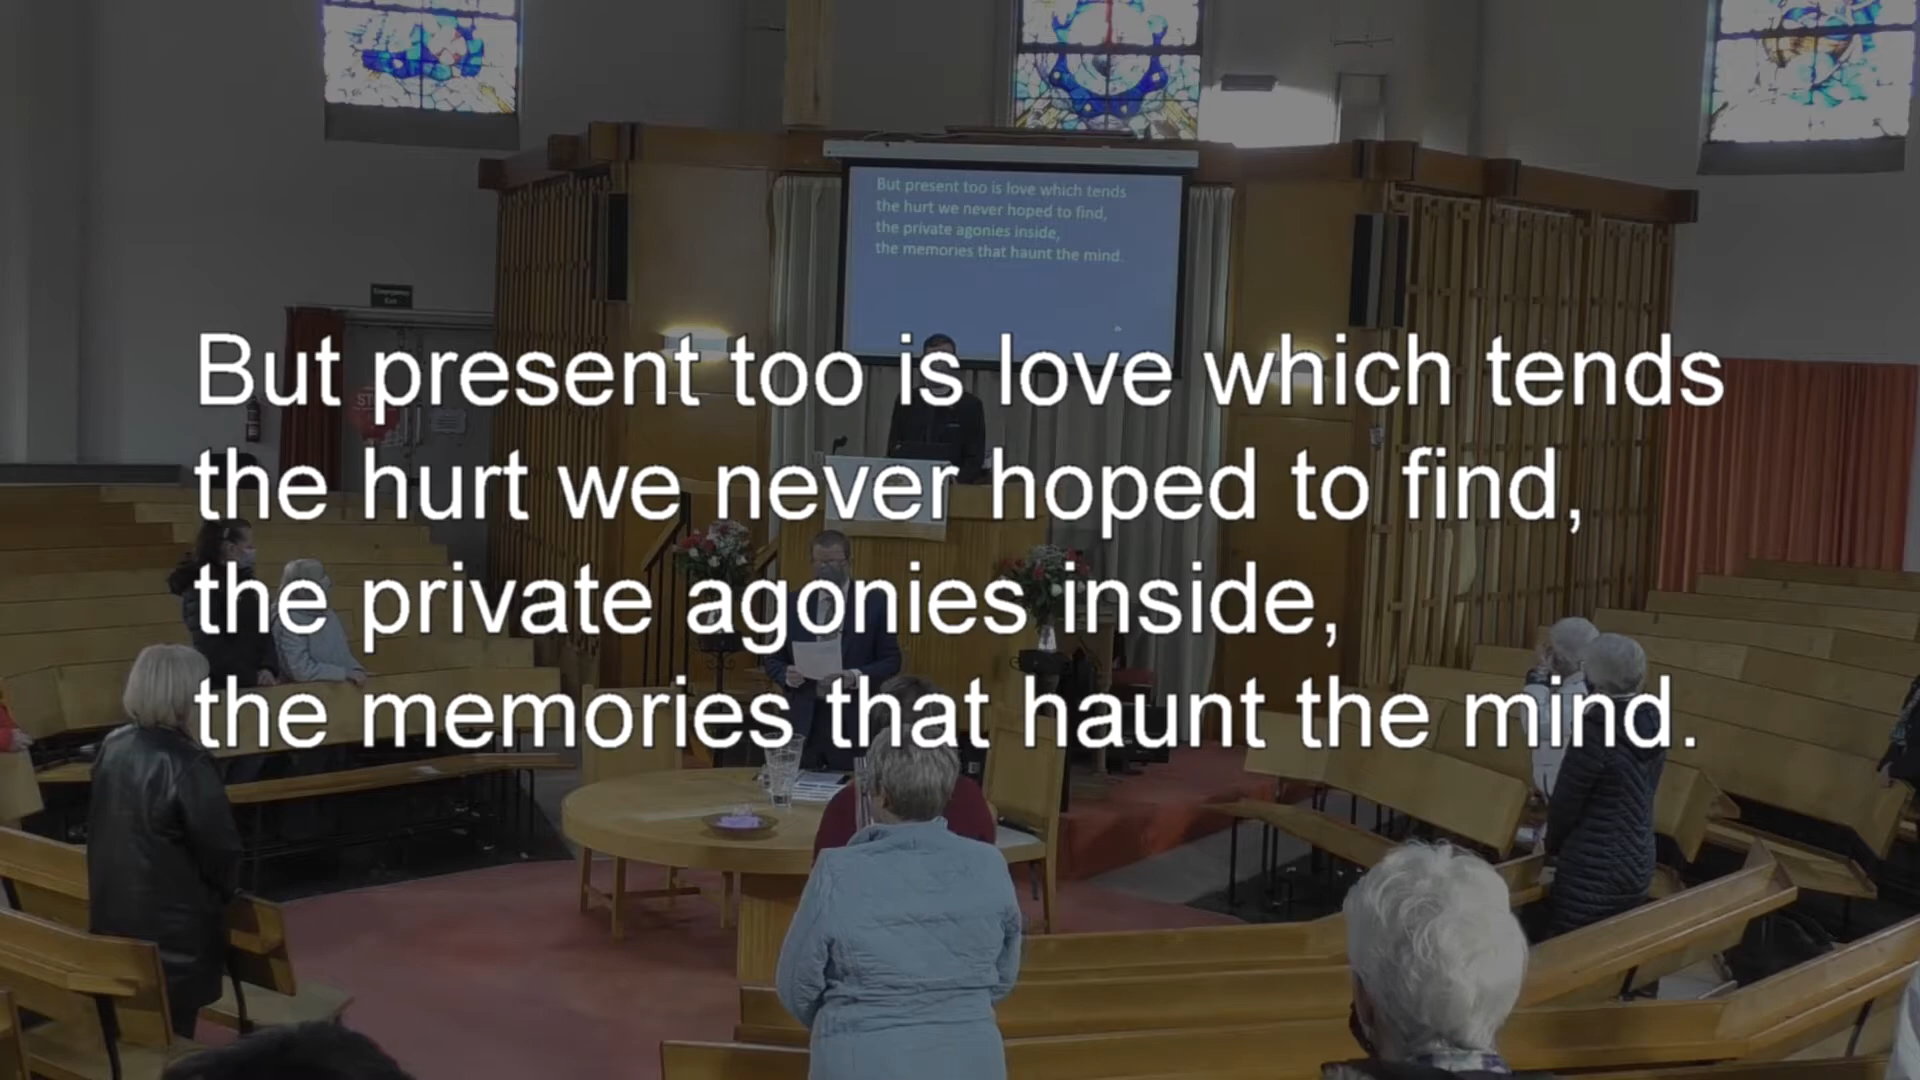 But present too is love which tends
the hurt we never hoped to find,
the private agonies inside,
the memories that haunt the mind.
But present too is love which tends
the hurt we never hoped to find,
the private agonies inside,
the memories that haunt the mind.
Emergency
Exit